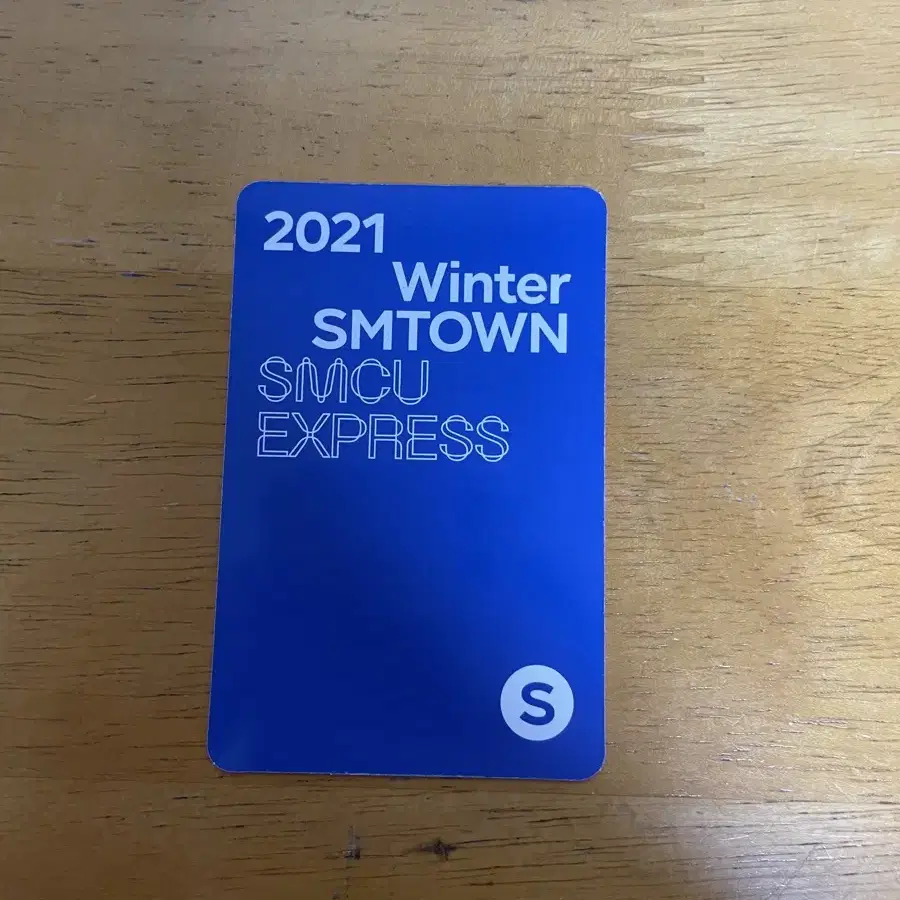 2021
Winter
SMTOWN
SMCU
EXPRESS
S